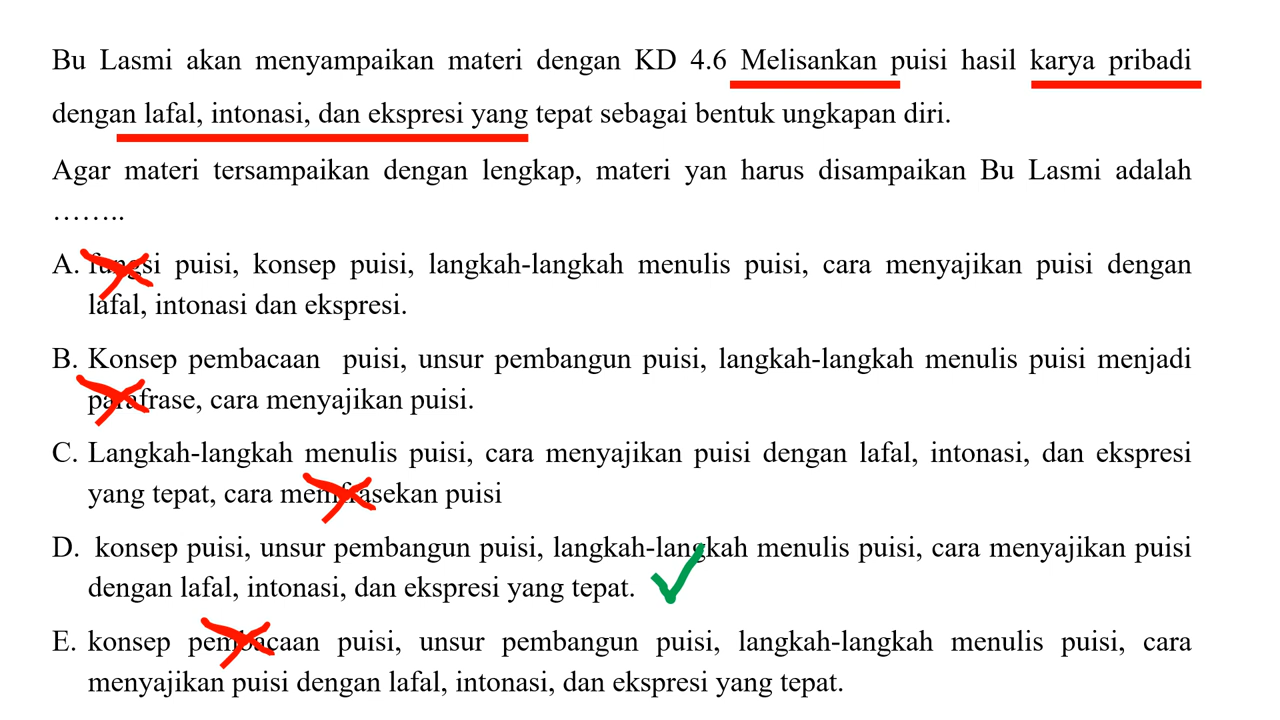 Bu Lasmi akan menyampaikan materi dengan KD 4.6 Melisankan puisi hasil karya pribadi
dengan lafal, intonasi, dan ekspresi yang tepat sebagai bentuk ungkapan diri.
Agar materi tersampaikan dengan lengkap, materi yan harus disampaikan Bu Lasmi adalah
……..
A. fungsi puisi, konsep puisi, langkah-langkah menulis puisi, cara menyajikan puisi dengan
lafal, intonasi dan ekspresi.
B. Konsep pembacaan puisi, unsur pembangun puisi, langkah-langkah menulis puisi menjadi
parafrase, cara menyajikan puisi.
C. Langkah-langkah menulis puisi, cara menyajikan puisi dengan lafal, intonasi, dan ekspresi
yang tepat, cara memfrasekan puisi
D. konsep puisi, unsur pembangun puisi, langkah-langkah menulis puisi, cara menyajikan puisi
dengan lafal, intonasi, dan ekspresi yang tepat.
E. konsep pembacaan puisi, unsur pembangun puisi, langkah-langkah menulis puisi, cara
menyajikan puisi dengan lafal, intonasi, dan ekspresi yang tepat.